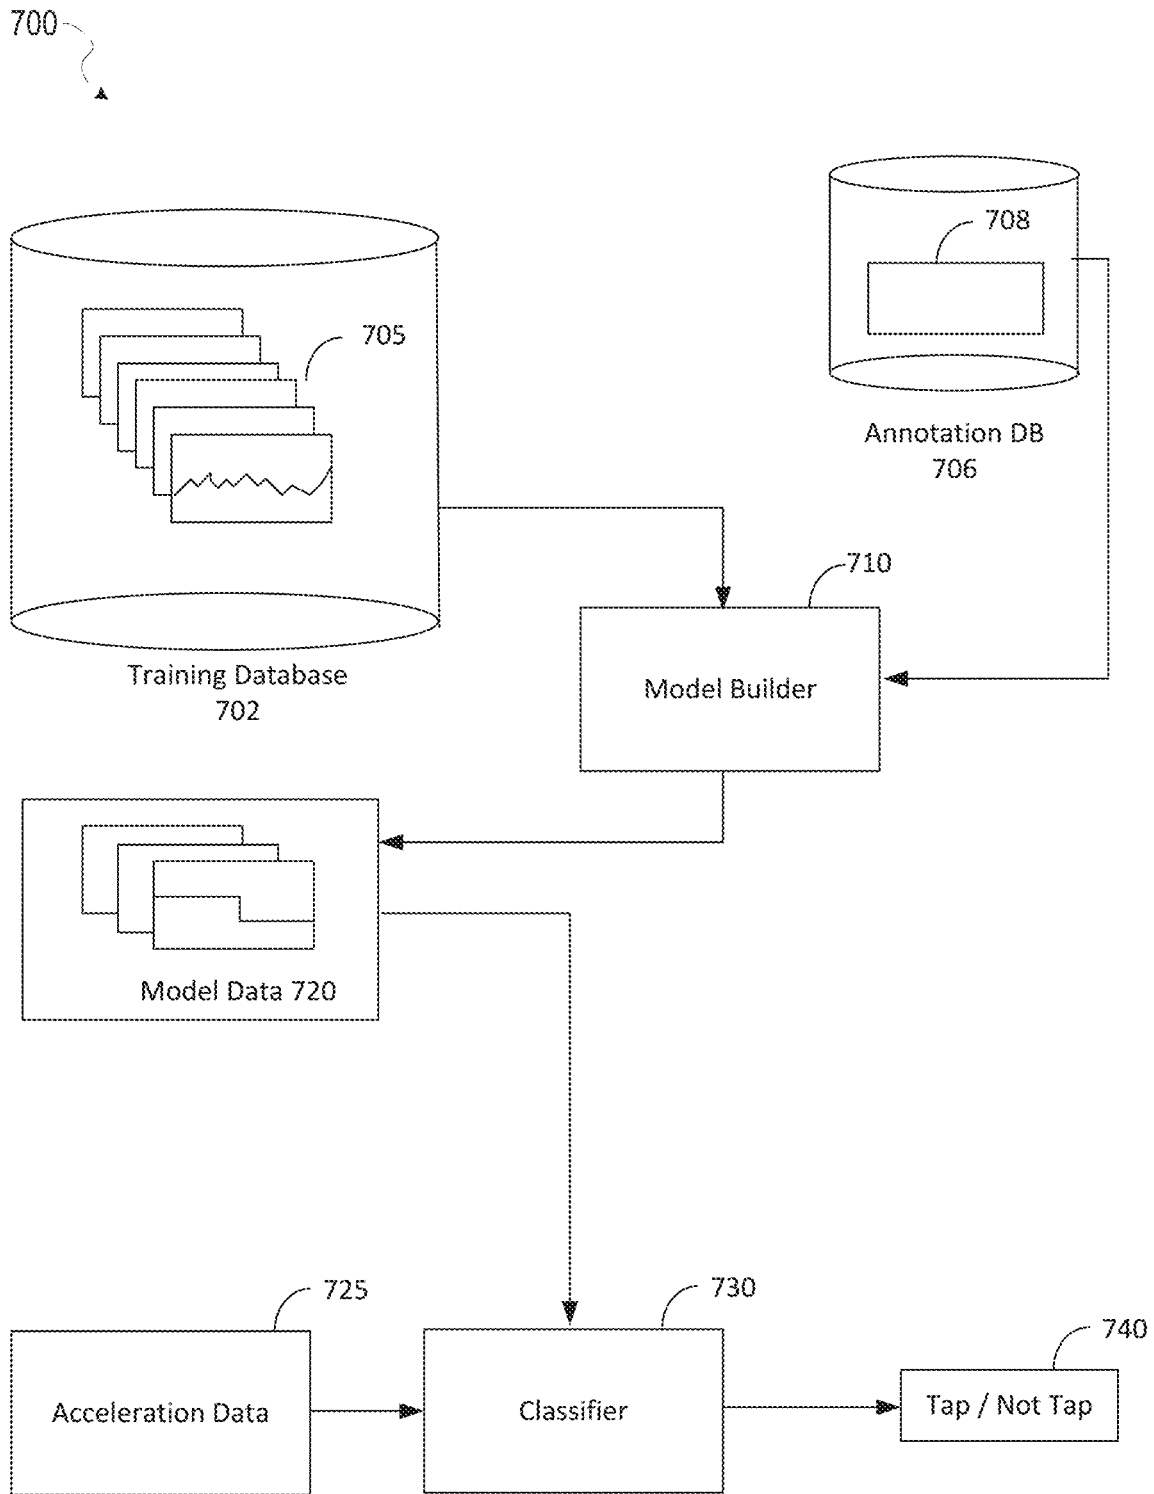 700
708
705
Annotation DB
706
710
Model Builder
Training Database
702
Model Data 720
725
730
740
Acceleration Data
Classifier
Tap / Not Tap